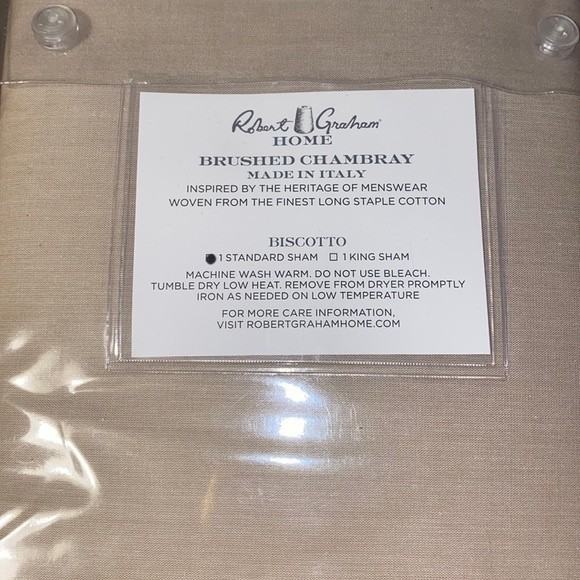 Robert Graham
HOME
BRUSHED CHAMBRAY
MADE IN ITALY
INSPIRED BY THE HERITAGE OF MENSWEAR
WOVEN FROM THE FINEST LONG STAPLE COTTON
BISCOTTO
1 STANDARD SHAM ☐ 1 KING SHAM
MACHINE WASH WARM. DO NOT USE BLEACH.
TUMBLE DRY LOW HEAT. REMOVE FROM DRYER PROMPTLY
IRON AS NEEDED ON LOW TEMPERATURE
FOR MORE CARE INFORMATION,
VISIT ROBERTGRAHAMHOME.COM